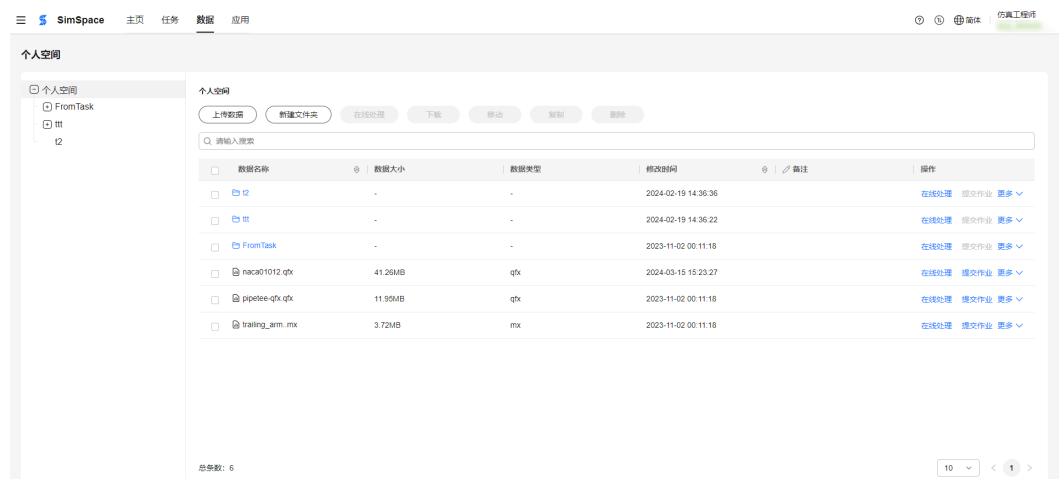 SimSpace 主页 任务 数据 应用 简体 仿真工程师
个人空间
个人空间
FromTask
ttt
t2
个人空间
上传数据 新建文件夹 在线处理 下载 移动 复制 删除
请输入搜索
数据名称 数据大小 数据类型 修改时间 备注 操作
t2 - - 2024-02-19 14:36:36 在线处理 提交作业 更多
ttt - - 2024-02-19 14:36:22 在线处理 提交作业 更多
FromTask - - 2023-11-02 00:11:18 在线处理 提交作业 更多
naca01012.qfx 41.26MB qfx 2024-03-15 15:23:27 在线处理 提交作业 更多
pipetee-qfx.qfx 11.95MB qfx 2023-11-02 00:11:18 在线处理 提交作业 更多
trailing_arm..mx 3.72MB mx 2023-11-02 00:11:18 在线处理 提交作业 更多
总条数: 6 10 < 1 >